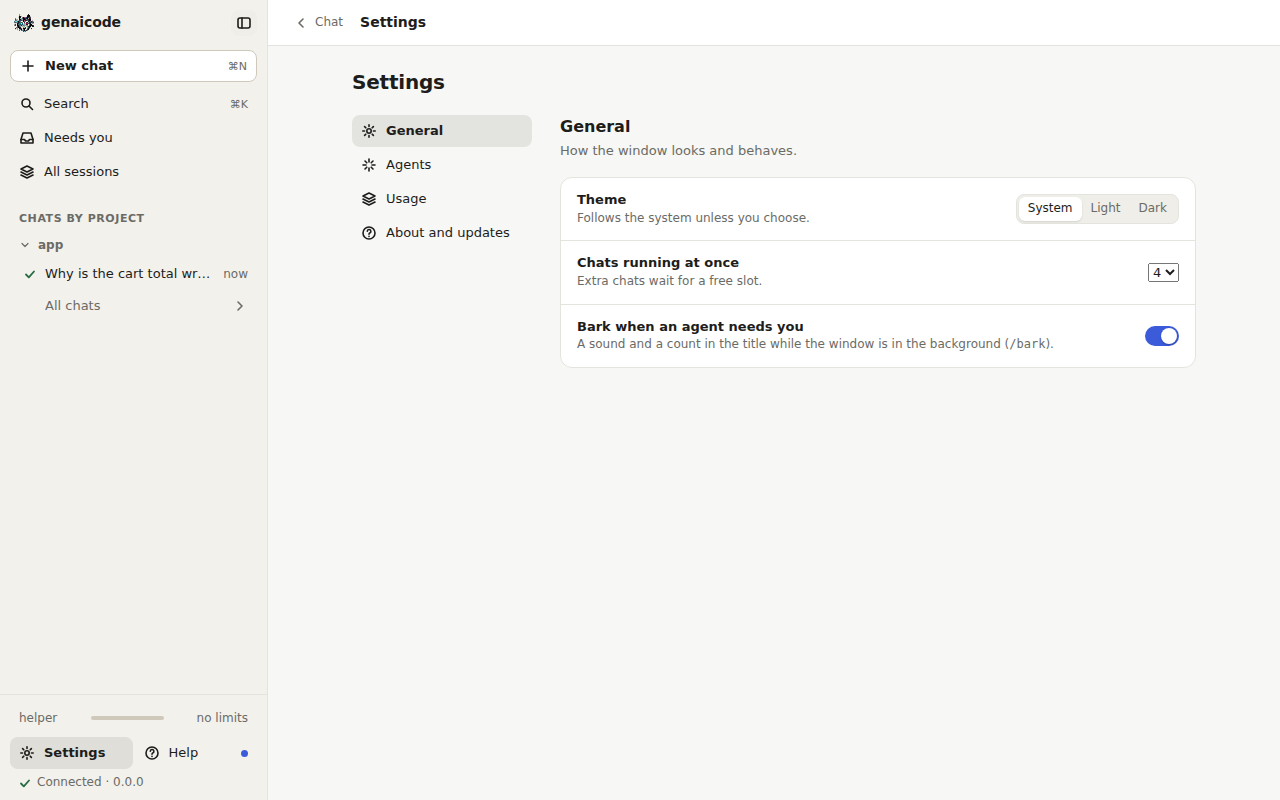 genaicode
New chat ⌘N
Search ⌘K
Needs you
All sessions
CHATS BY PROJECT
app
Why is the cart total wr... now
All chats
helper no limits
Settings Help
Connected · 0.0.0
Chat Settings
Settings
General
Agents
Usage
About and updates
General
How the window looks and behaves.
Theme
Follows the system unless you choose.
System Light Dark
Chats running at once
Extra chats wait for a free slot.
4
Bark when an agent needs you
A sound and a count in the title while the window is in the background (/bark).